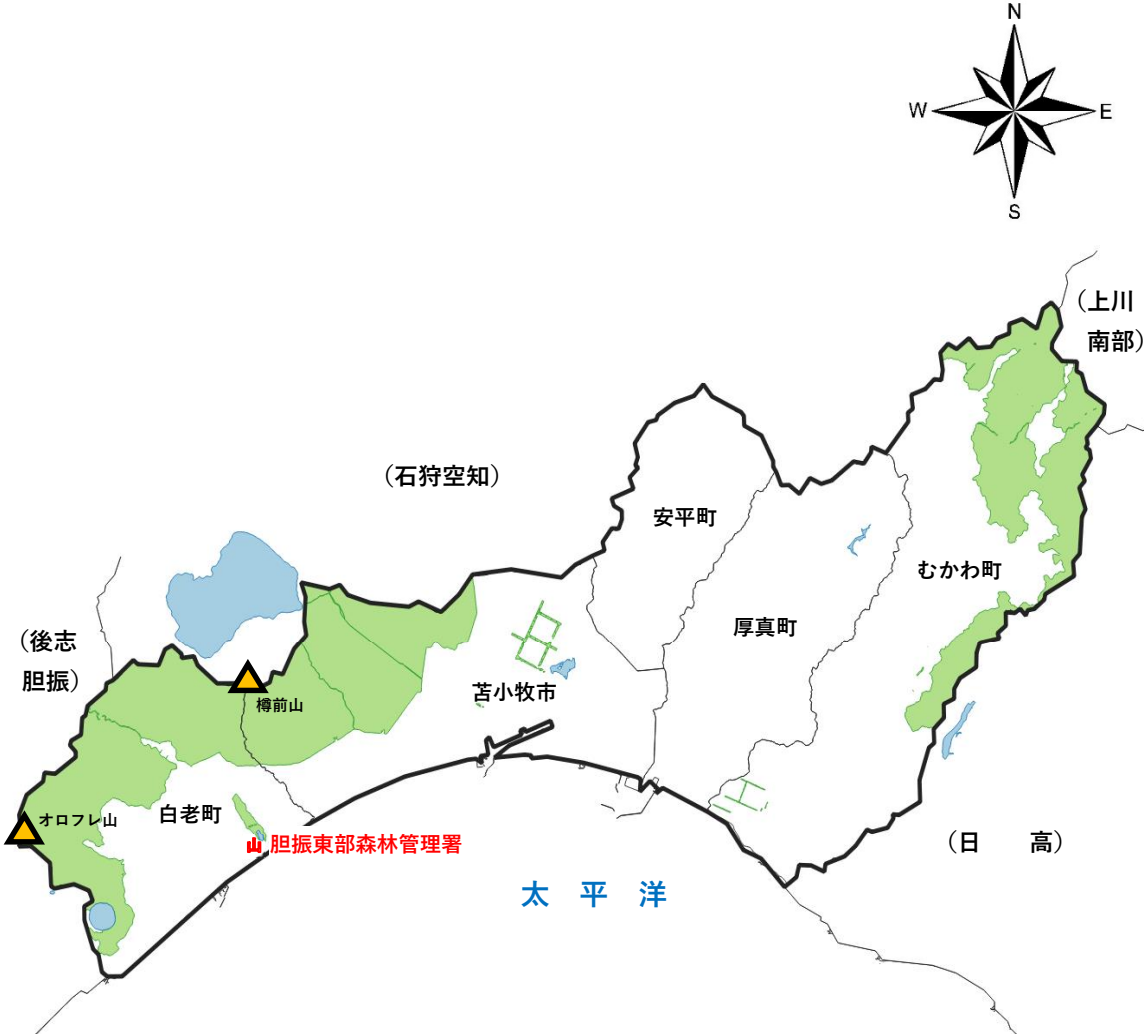 N
W
E
S
（上川
南部）
（石狩空知）
安平町
むかわ町
厚真町
（後志
胆振）
苫小牧市
樽前山
オロフレ山
白老町
胆振東部森林管理署
（日　高）
太　平　洋